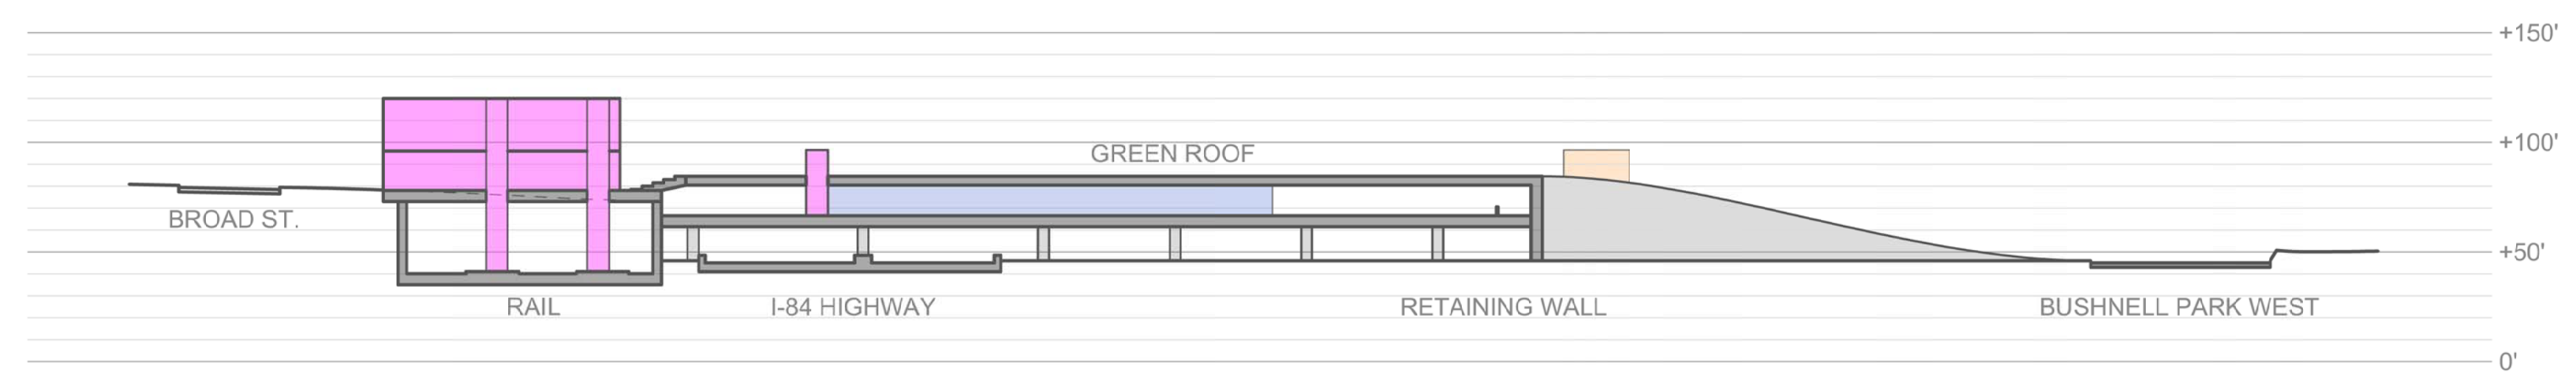 +150'
+100'
GREEN ROOF
BROAD ST.
+50'
RAIL
I-84 HIGHWAY
RETAINING WALL
BUSHNELL PARK WEST
0'